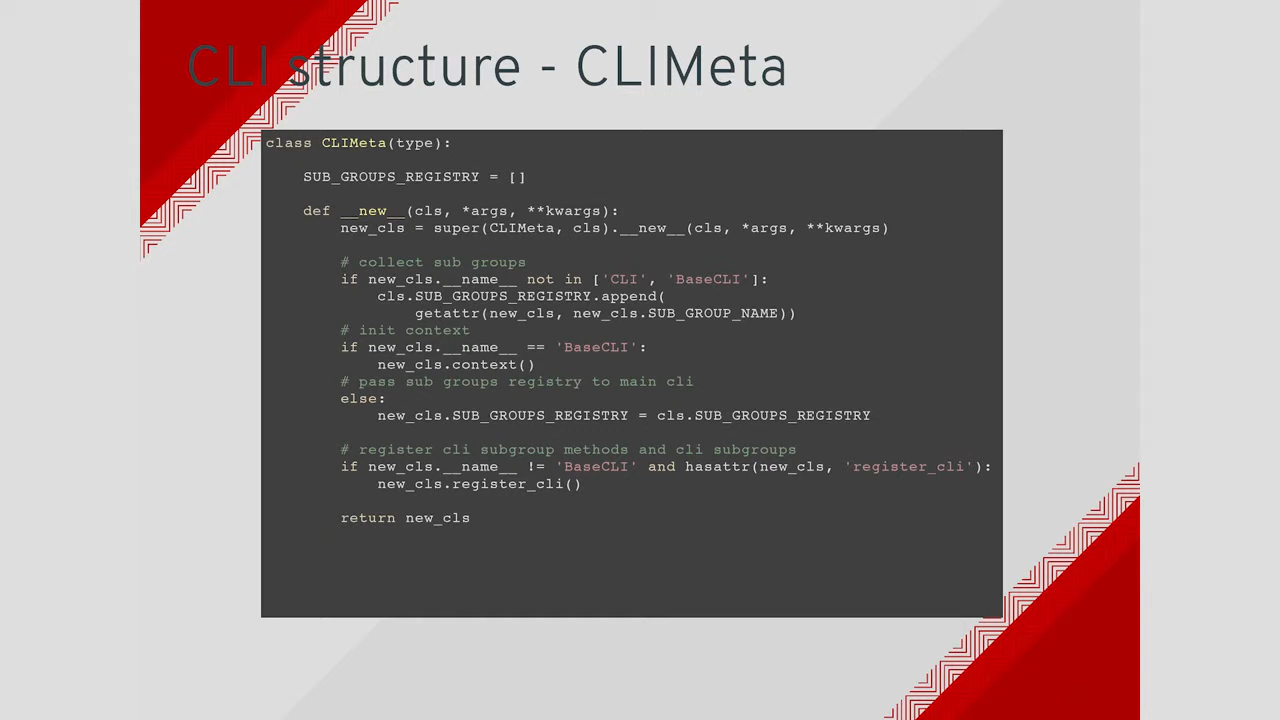 CLI structure - CLIMeta
class CLIMeta(type):
SUB_GROUPS_REGISTRY = []
def __new__(cls, *args, **kwargs):
new_cls = super(CLIMeta, cls).__new__(cls, *args, **kwargs)
# collect sub groups
if new_cls.__name__ not in ['CLI', 'BaseCLI']:
cls.SUB_GROUPS_REGISTRY.append(
getattr(new_cls, new_cls.SUB_GROUP_NAME))
# init context
if new_cls.__name__ == 'BaseCLI':
new_cls.context()
# pass sub groups registry to main cli
else:
new_cls.SUB_GROUPS_REGISTRY = cls.SUB_GROUPS_REGISTRY
# register cli subgroup methods and cli subgroups
if new_cls.__name__ != 'BaseCLI' and hasattr(new_cls, 'register_cli'):
new_cls.register_cli()
return new_cls